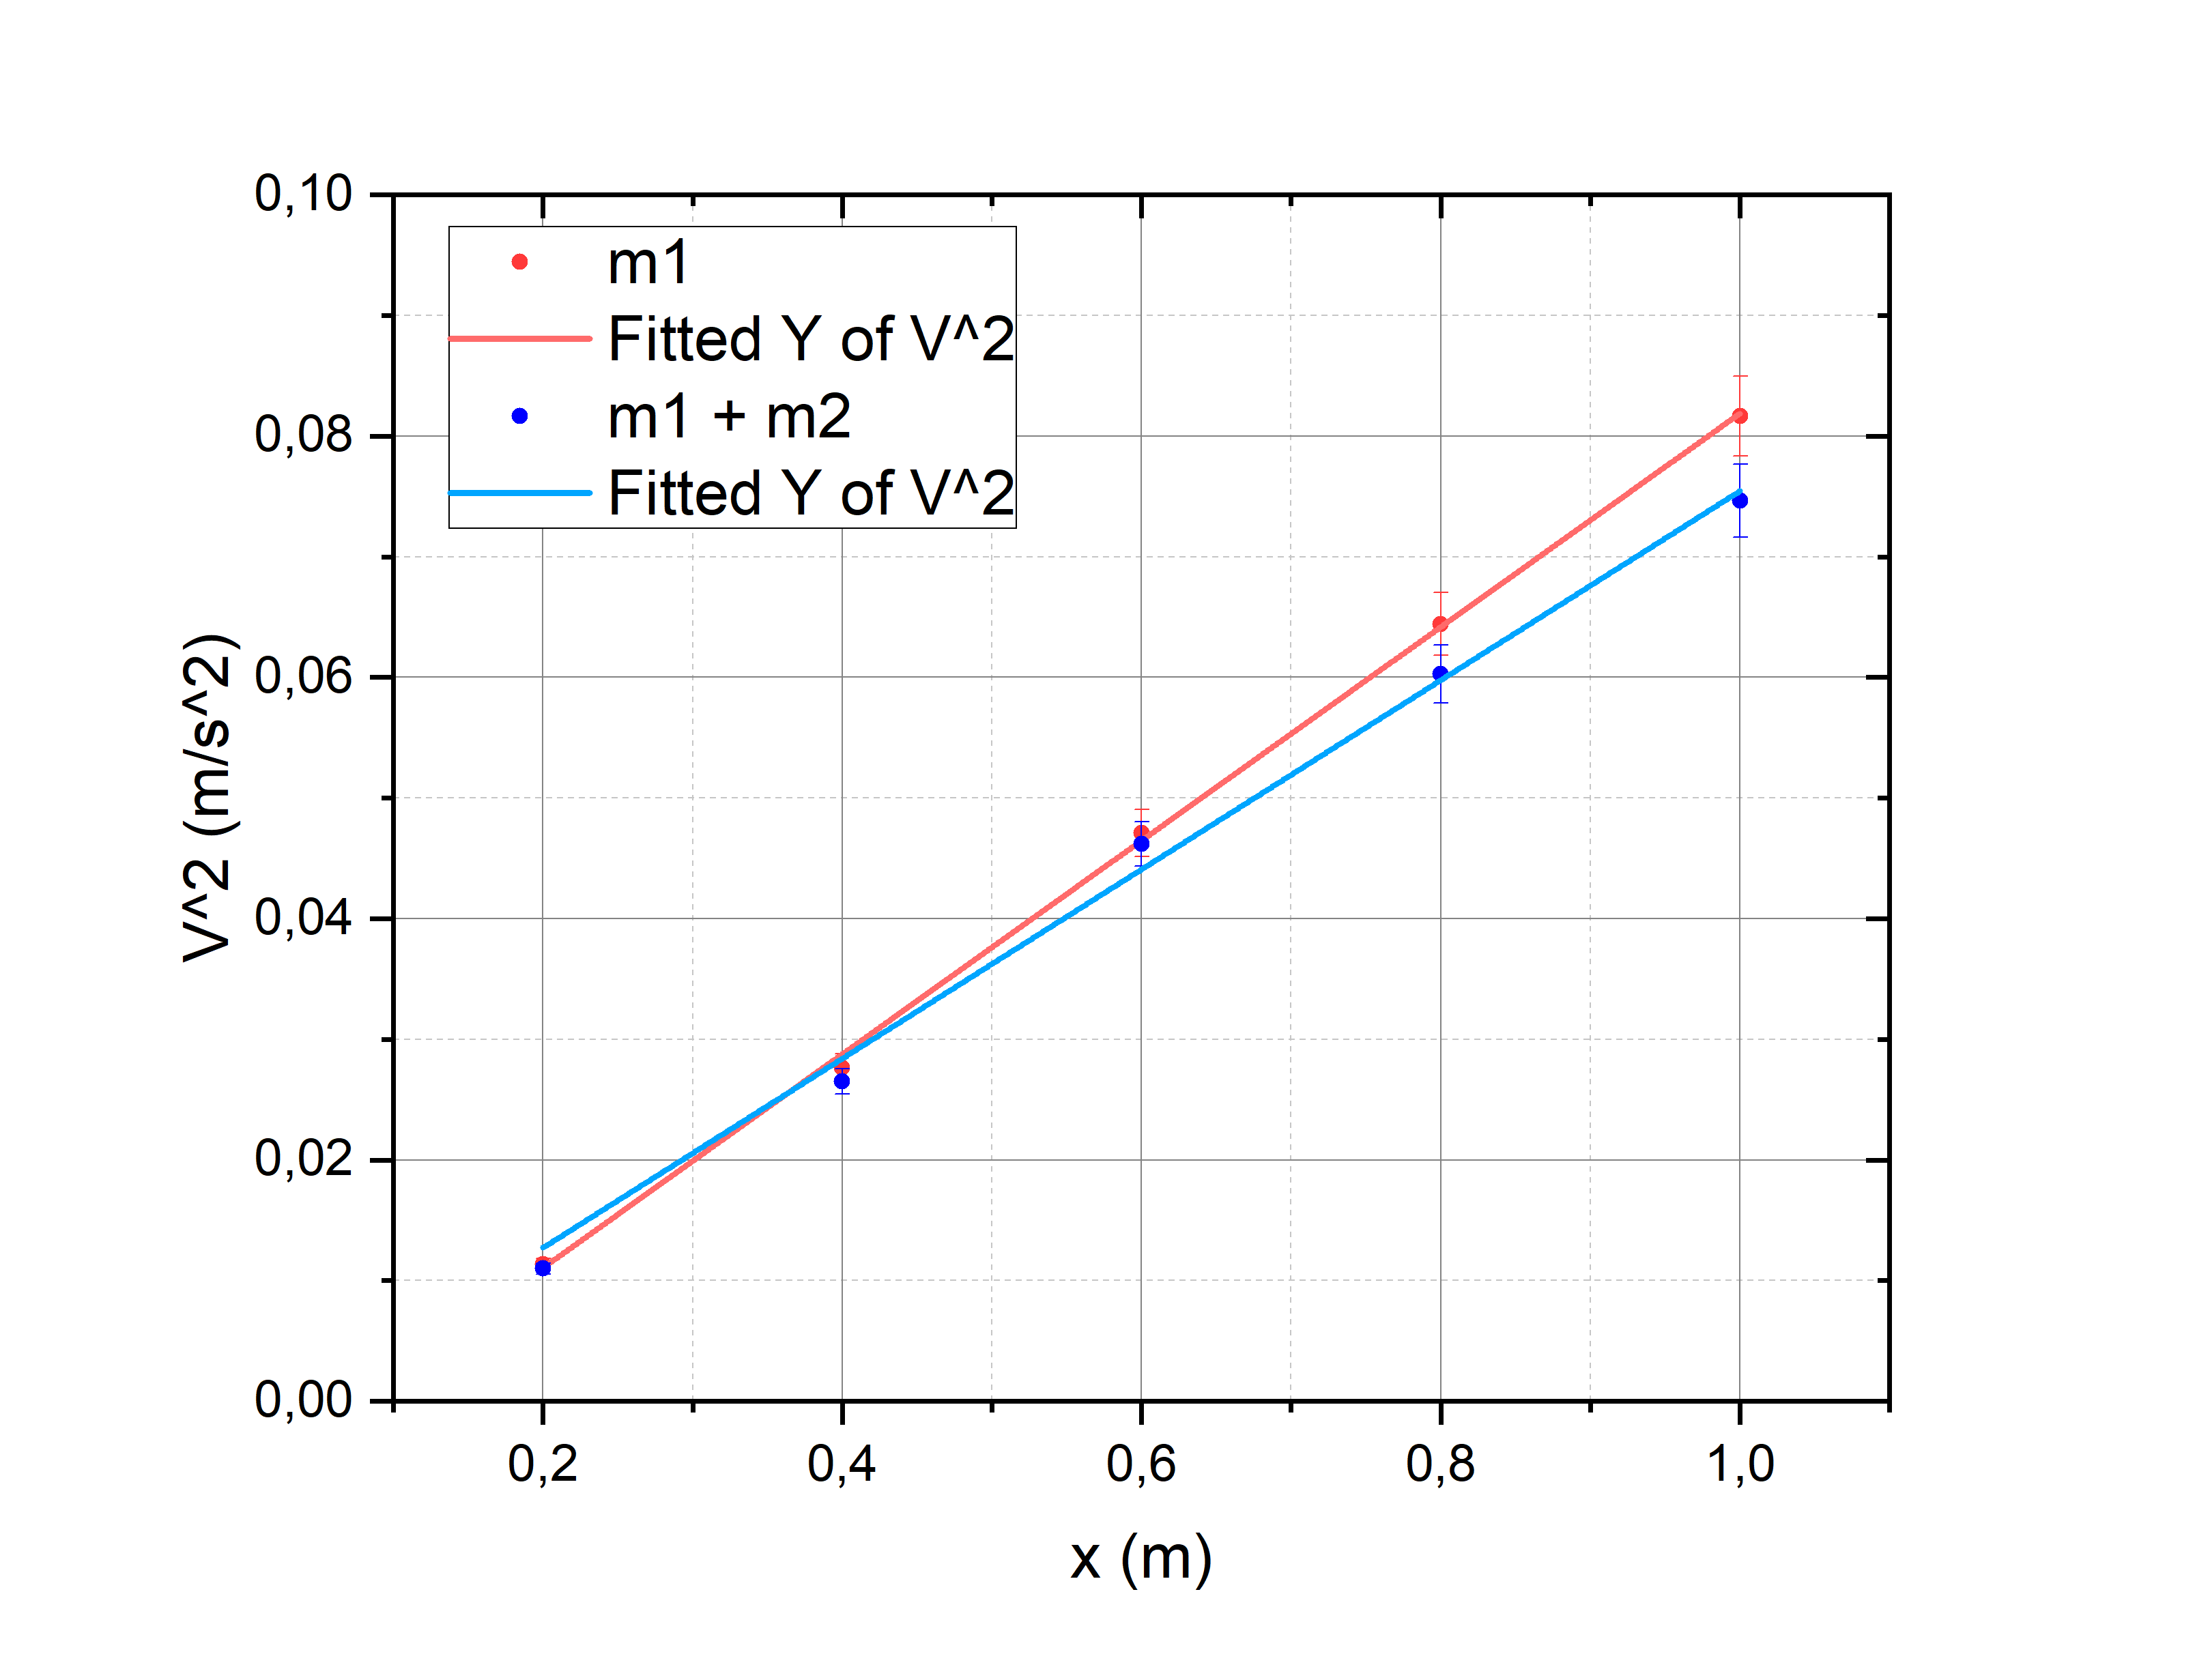 0,10
0,08
0,06
0,04
0,02
0,00
V^2 (m/s^2)
m1
Fitted Y of V^2
m1 + m2
Fitted Y of V^2
0,2 0,4 0,6 0,8 1,0
x (m)